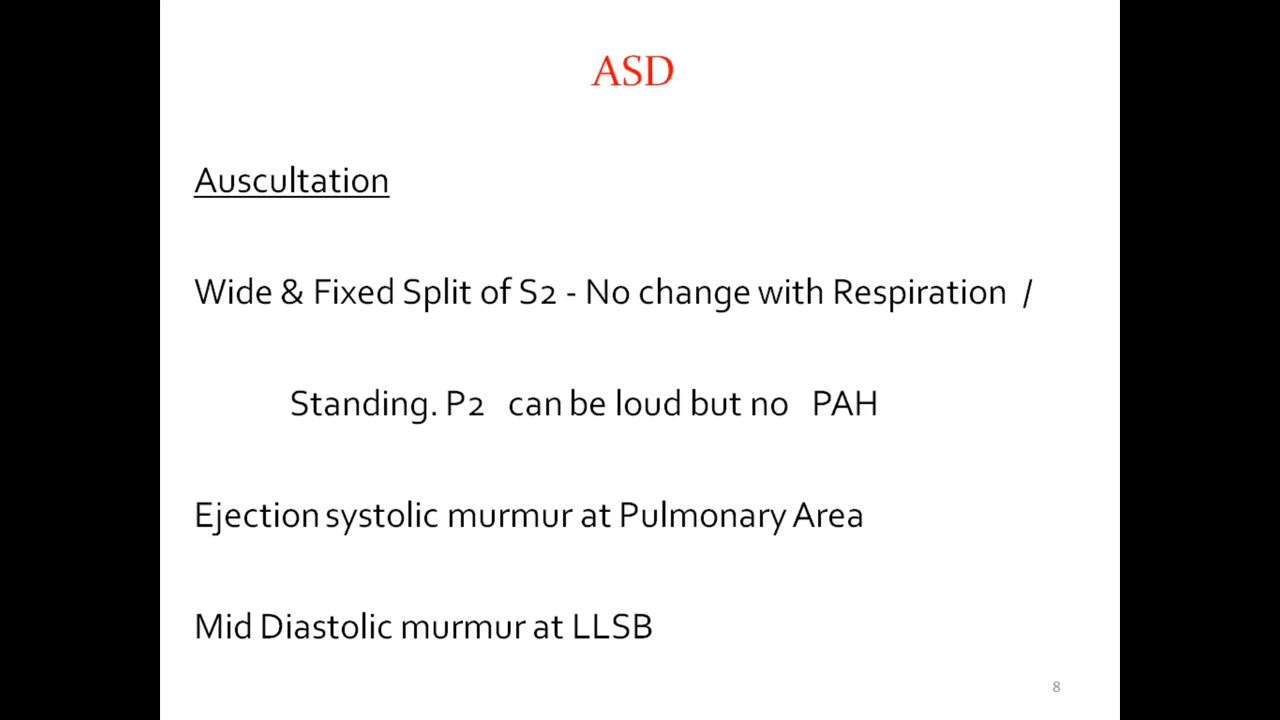 ASD
Auscultation
Wide & Fixed Split of S2 - No change with Respiration /
Standing. P2 can be loud but no PAH
Ejection systolic murmur at Pulmonary Area
Mid Diastolic murmur at LLSB
8